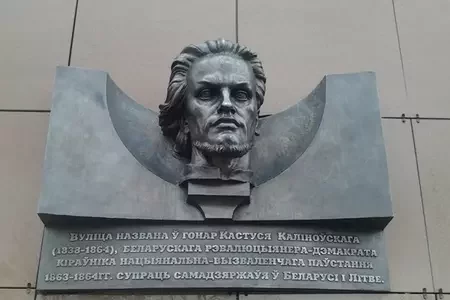 Вуліца названа ў гонар Кастуся Каліноўскага
(1838-1864), беларускага рэвалюцыянера-дэмакрата
кіраўніка нацыянальна-вызваленчага паўстання
1863-1864гг. супраць самадзяржаўя ў Беларусі і Літве.